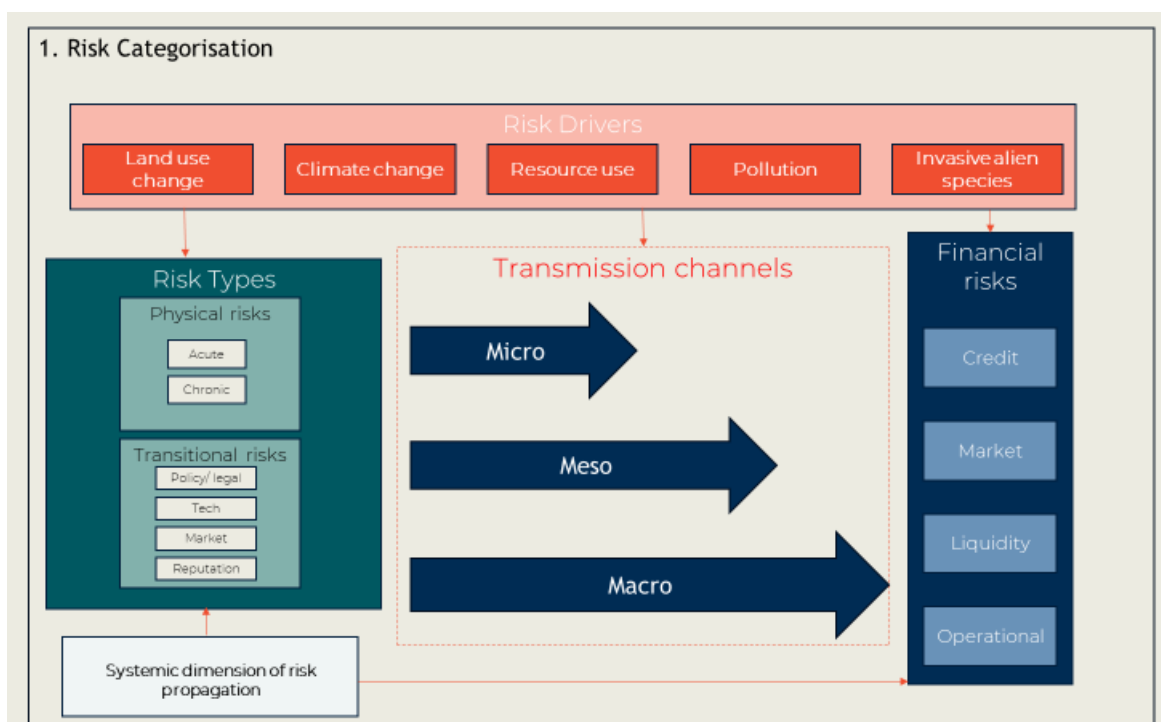 1. Risk Categorisation
Risk Drivers
Land use
change
Climate change
Resource use
Pollution
Invasive alien
species
Risk Types
Physical risks
Acute
Chronic
Transitional risks
Policy/ legal
Tech
Market
Reputation
Transmission channels
Micro
Meso
Macro
Financial
risks
Credit
Market
Liquidity
Operational
Systemic dimension of risk
propagation